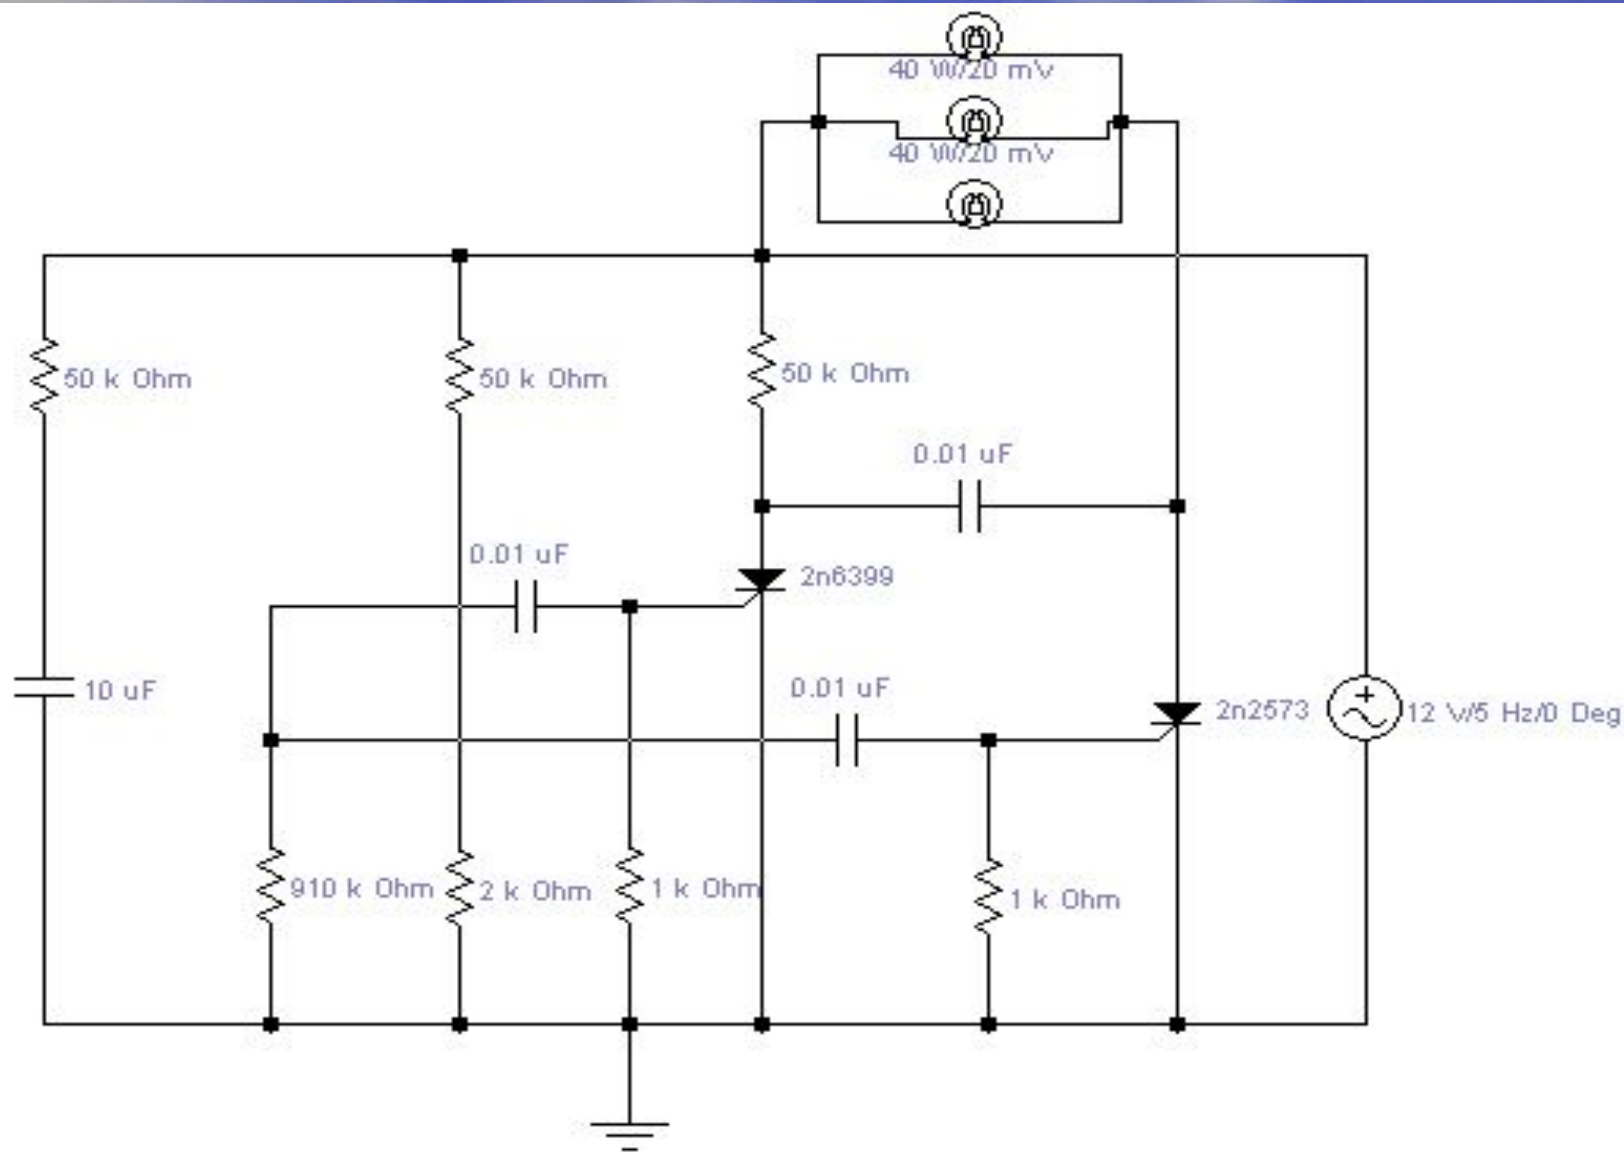 40 W/20 mV
40 W/20 mV
50 k Ohm
50 k Ohm
50 k Ohm
0.01 uF
0.01 uF
2n6399
10 uF
0.01 uF
2n2573
12 V/5 Hz/0 Deg
910 k Ohm
2 k Ohm
1 k Ohm
1 k Ohm